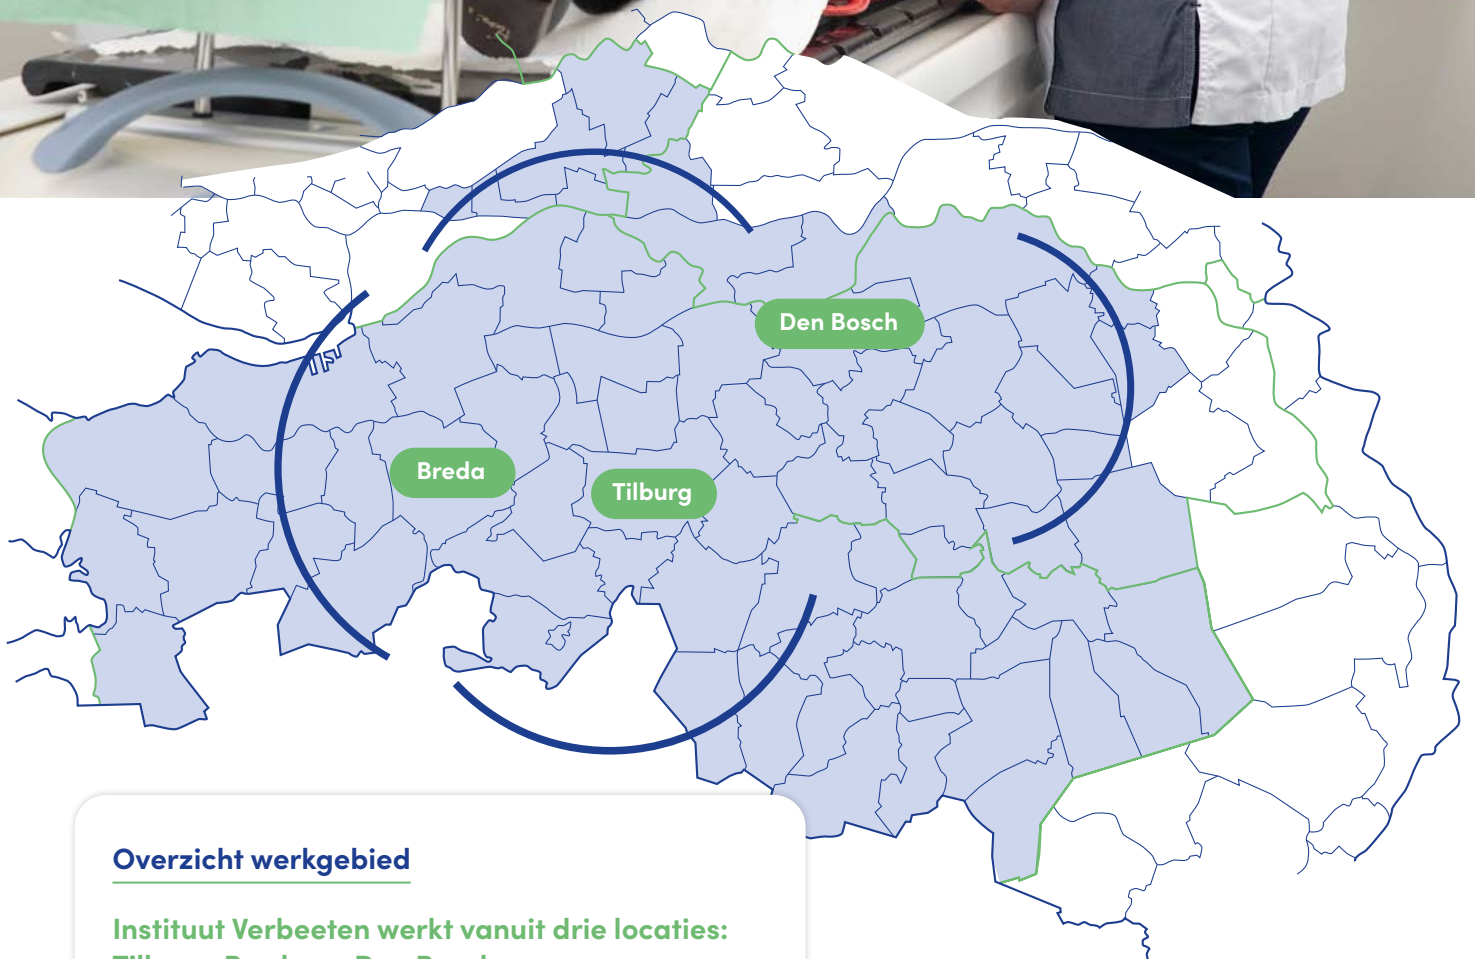 Den Bosch
Breda
Tilburg
Overzicht werkgebied
Instituut Verbeeten werkt vanuit drie locaties: